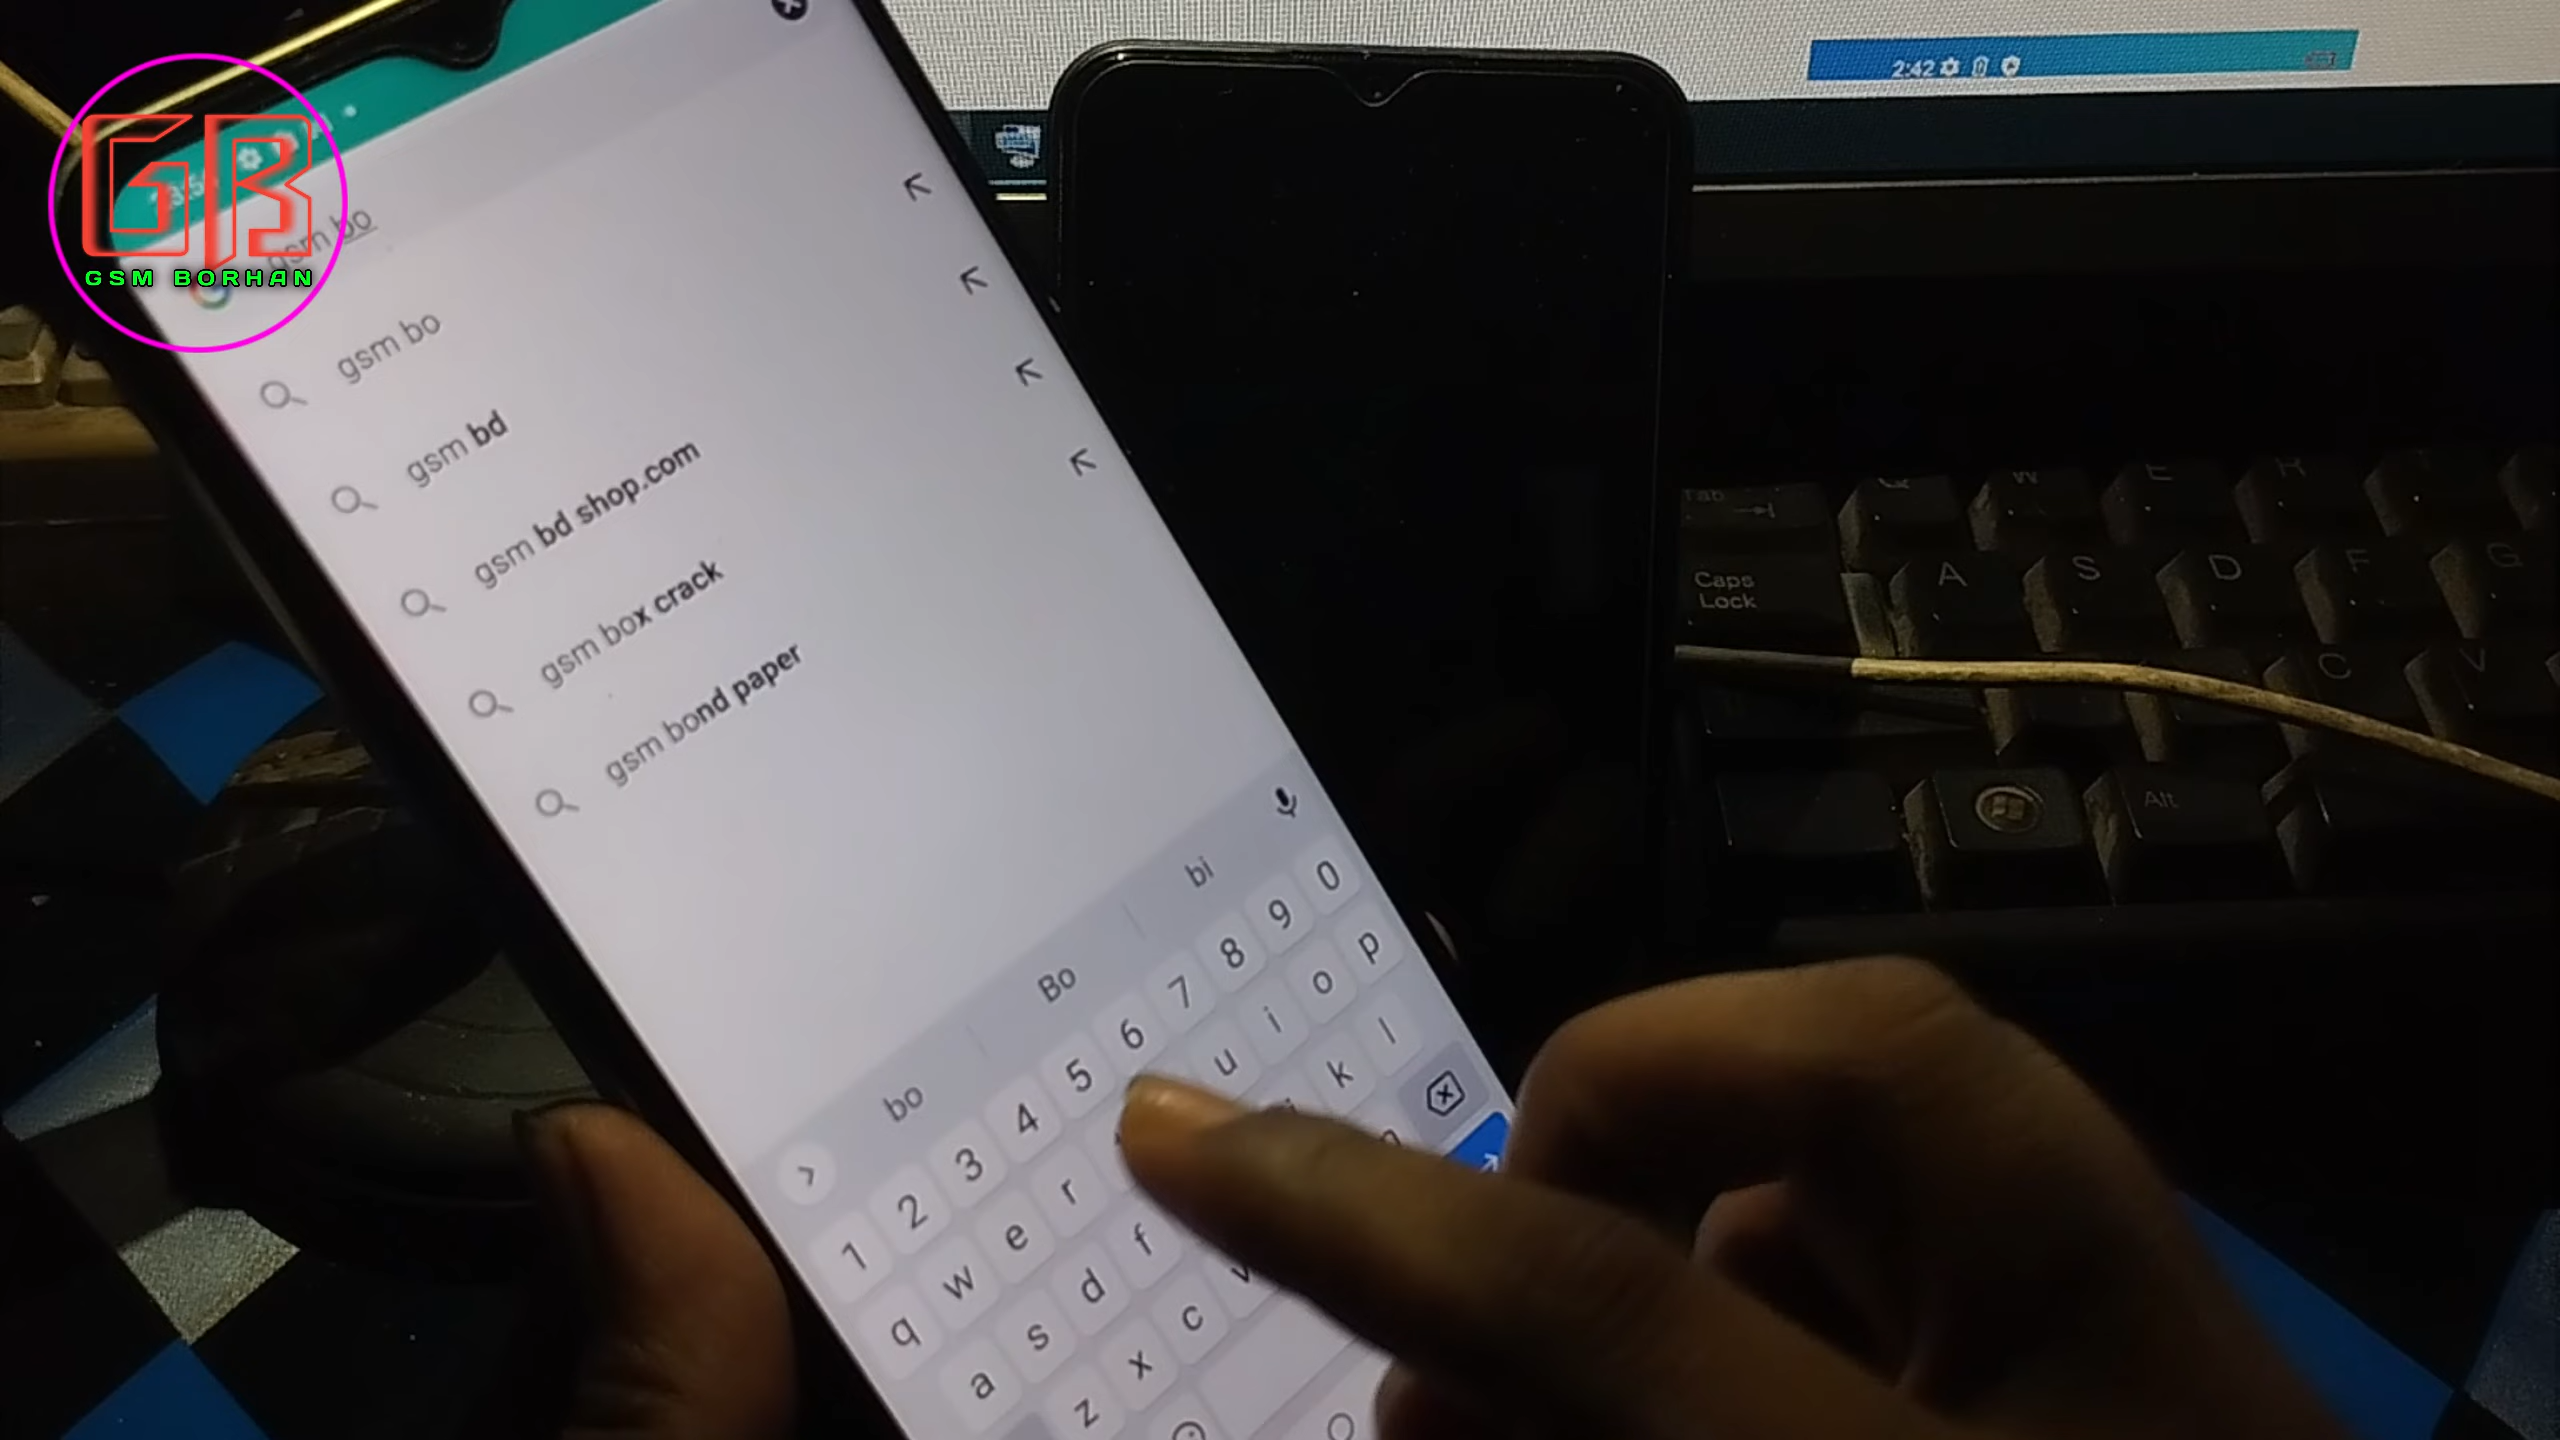 GB
GSM BORHAN
gsm bo
gsm bo
gsm bd
gsm bd shop.com
gsm box crack
gsm bond paper
bo Bo bi
1 2 3 4 5 6 7 8 9 0
q w e r u i o p
a s d f k l
z x c v
2:42
Tab Q W E R
Caps Lock A S D F G
C V
Alt